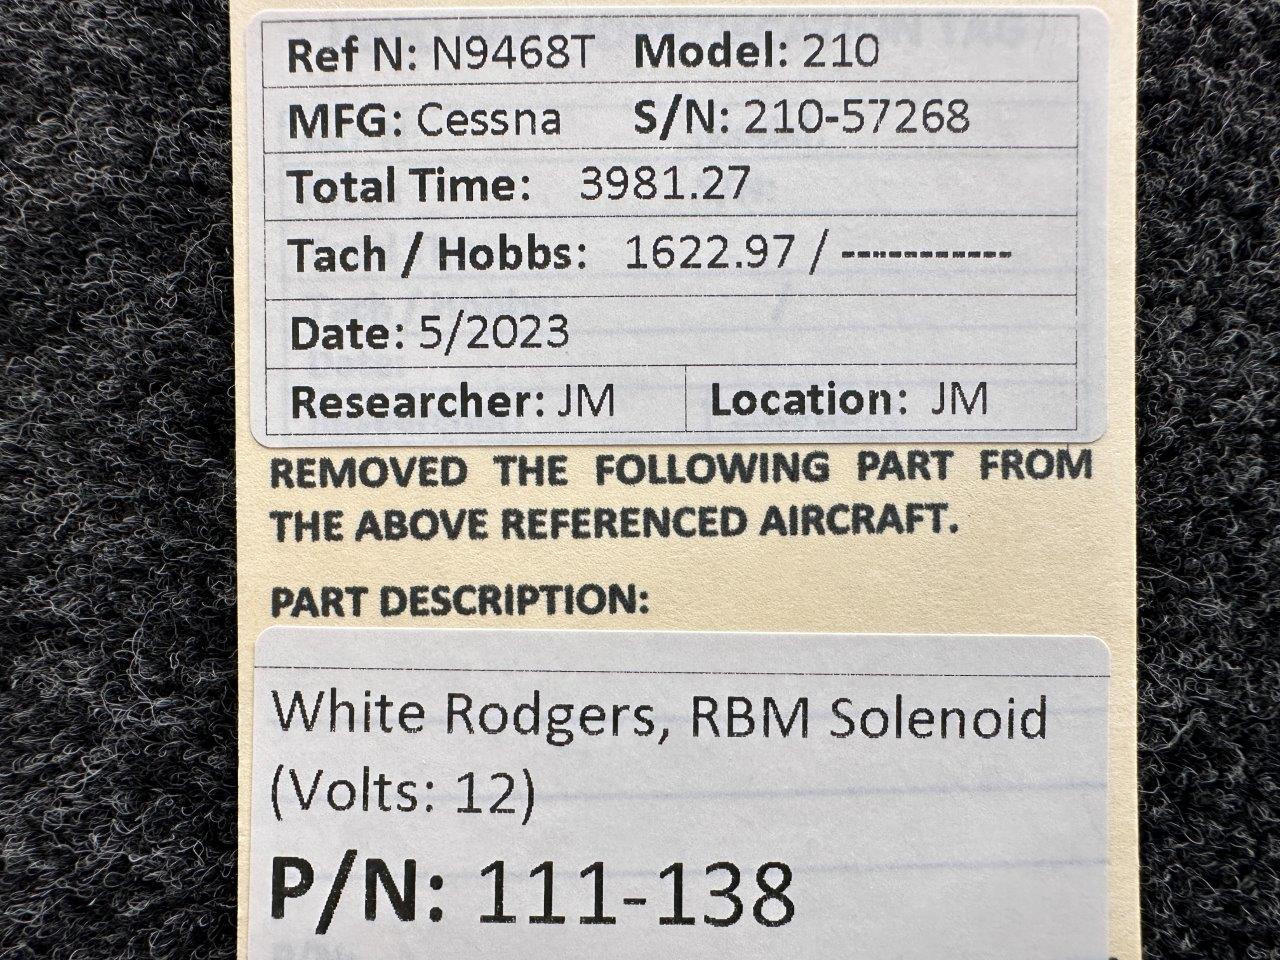 Ref N: N9468T Model: 210
MFG: Cessna S/N: 210-57268
Total Time: 3981.27
Tach / Hobbs: 1622.97 / -----------
Date: 5/2023
Researcher: JM Location: JM
REMOVED THE FOLLOWING PART FROM
THE ABOVE REFERENCED AIRCRAFT.
PART DESCRIPTION:
White Rodgers, RBM Solenoid
(Volts: 12)
P/N: 111-138